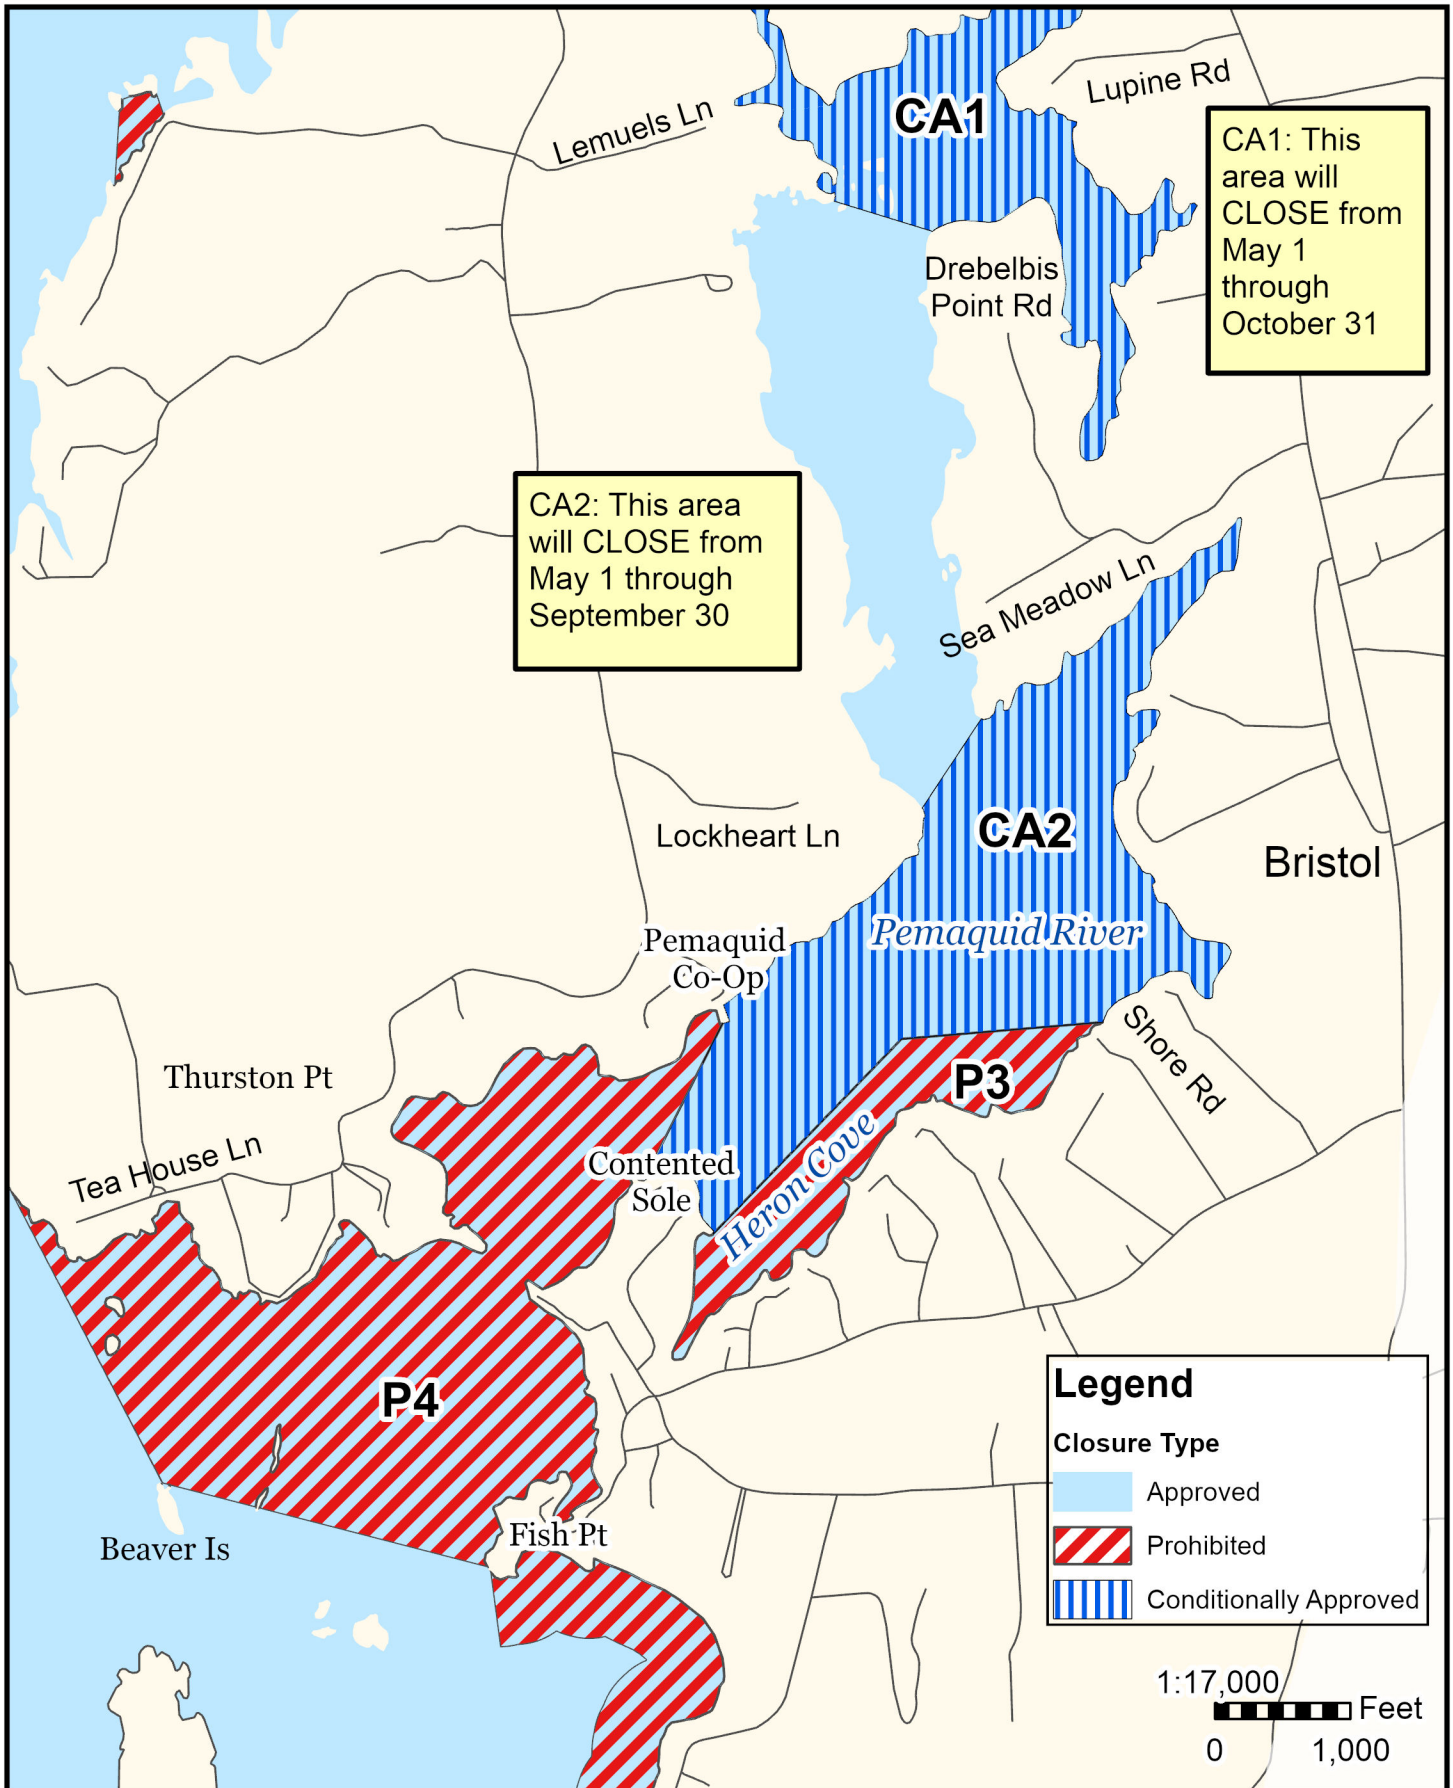 Lupine Rd
CA1
Lemuels Ln
CA1: This
area will
CLOSE from
May 1
through
October 31
Drebelbis
Point Rd
CA2: This area
will CLOSE from
May 1 through
September 30
Sea Meadow Ln
CA2
Lockheart Ln
Bristol
Pemaquid River
Pemaquid
Co-Op
Shore Rd
Thurston Pt
P3
Tea House Ln
Contented
Sole
Heron Cove
P4
Fish Pt
Beaver Is
Legend
Closure Type
Approved
Prohibited
Conditionally Approved
1:17,000
Feet
0 1,000